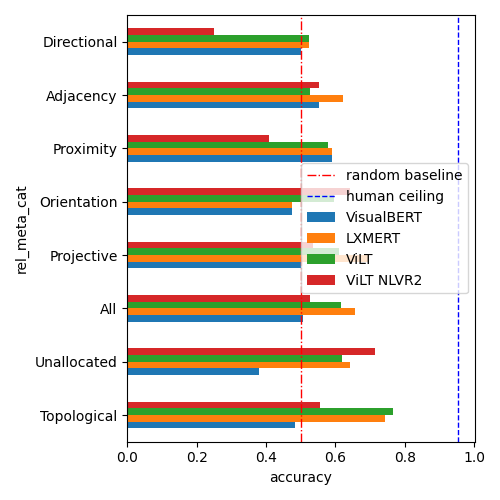 Directional
Adjacency
Proximity
Orientation
Projective
All
Unallocated
Topological
rel_meta_cat
random baseline
human ceiling
VisualBERT
LXMERT
ViLT
ViLT NLVR2
0.0 0.2 0.4 0.6 0.8 1.0
accuracy